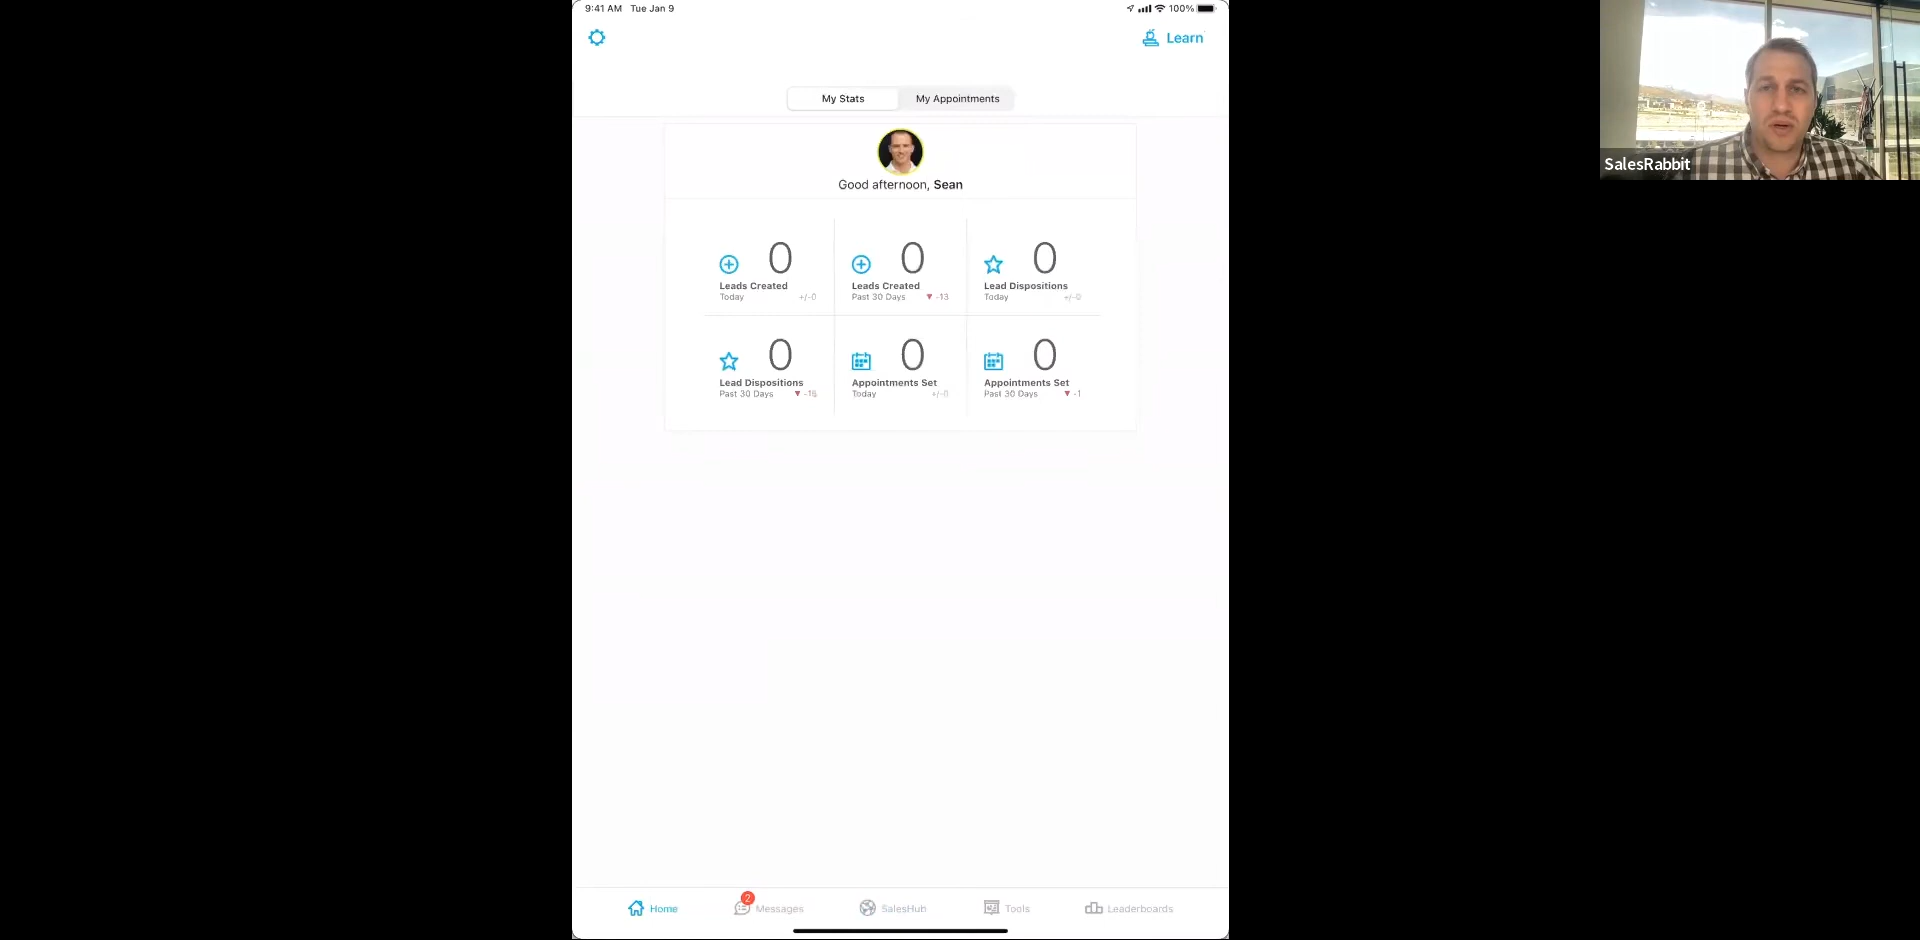 9:41 AM Tue Jan 9
100%
Learn
My Stats My Appointments
SalesRabbit
Good afternoon, Sean
0 0 0
Leads Created Leads Created Lead Dispositions
Today +/-0 Past 30 Days ▼ -13 Today +/-0
0 0 0
Lead Dispositions Appointments Set Appointments Set
Past 30 Days ▼ -15 Today +/-0 Past 30 Days ▼ -1
2
Home Messages SalesHub Tools Leaderboards